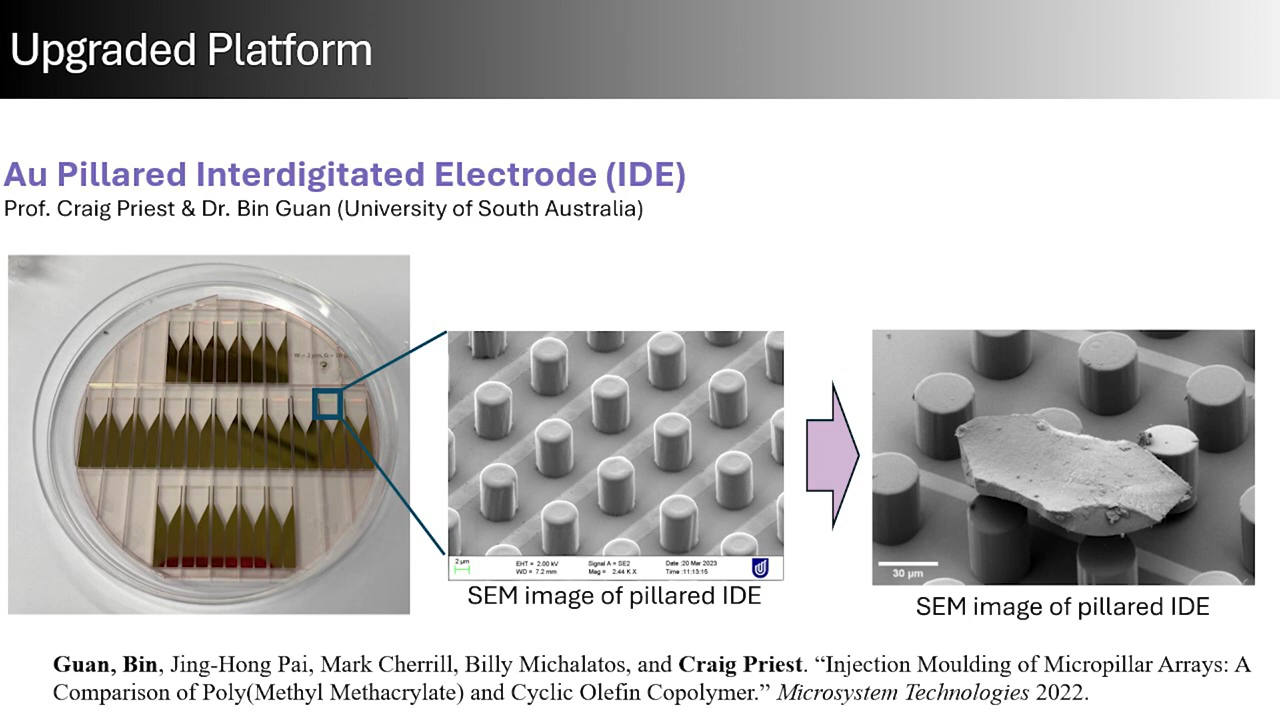 Upgraded Platform
Au Pillared Interdigitated Electrode (IDE)
Prof. Craig Priest & Dr. Bin Guan (University of South Australia)
2 µm
EHT = 2.00 kV Signal A = SE2 Date :20 Mar 2023
WD = 7.2 mm Mag = 2.44 K X Time :11:13:15
SEM image of pillared IDE
30 µm
SEM image of pillared IDE
Guan, Bin, Jing-Hong Pai, Mark Cherrill, Billy Michalatos, and Craig Priest. “Injection Moulding of Micropillar Arrays: A
Comparison of Poly(Methyl Methacrylate) and Cyclic Olefin Copolymer.” Microsystem Technologies 2022.